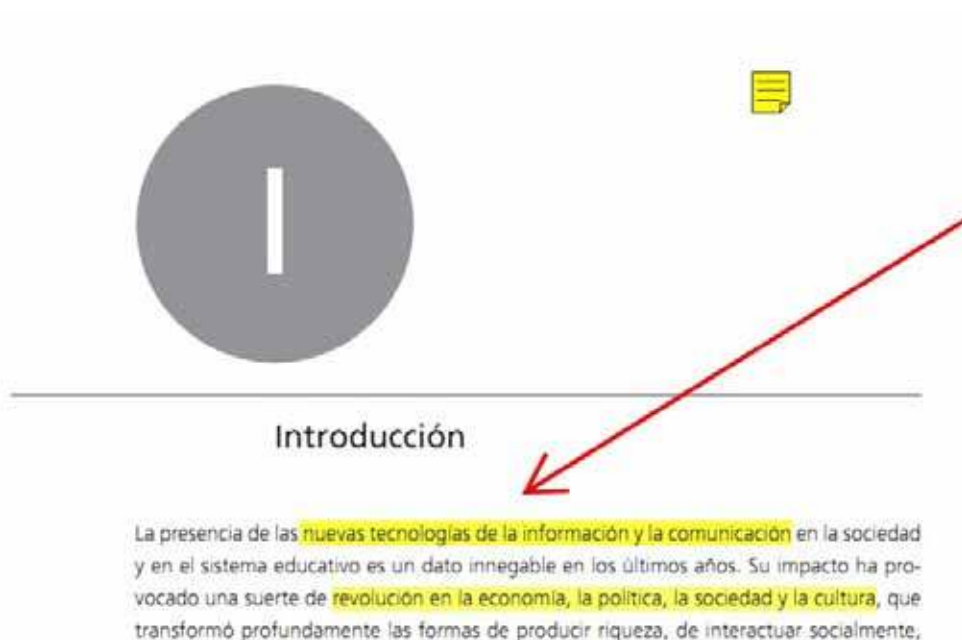 I
Introducción
La presencia de las nuevas tecnologías de la información y la comunicación en la sociedad
y en el sistema educativo es un dato innegable en los últimos años. Su impacto ha pro-
vocado una suerte de revolución en la economía, la política, la sociedad y la cultura, que
transformó profundamente las formas de producir riqueza, de interactuar socialmente,